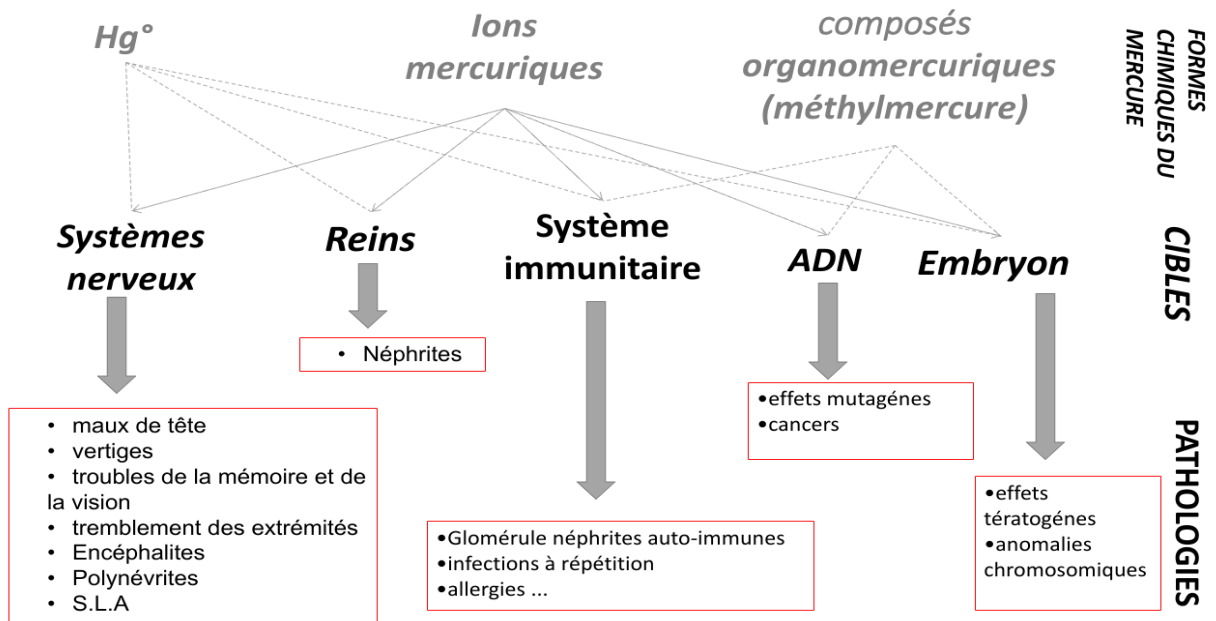 Hg°
Ions
mercuriques
composés
organomercuriques
(méthylmercure)
FORMES
CHIMIQUES DU
MERCURE
Systèmes
nerveux
Reins
Système
immunitaire
ADN
Embryon
CIBLES
• Néphrites
•effets mutagénes
•cancers
• maux de tête
• vertiges
• troubles de la mémoire et de
la vision
• tremblement des extrémités
• Encéphalites
• Polynévrites
• S.L.A
•Glomérule néphrites auto-immunes
•infections à répétition
•allergies ...
•effets
tératogénes
•anomalies
chromosomiques
PATHOLOGIES